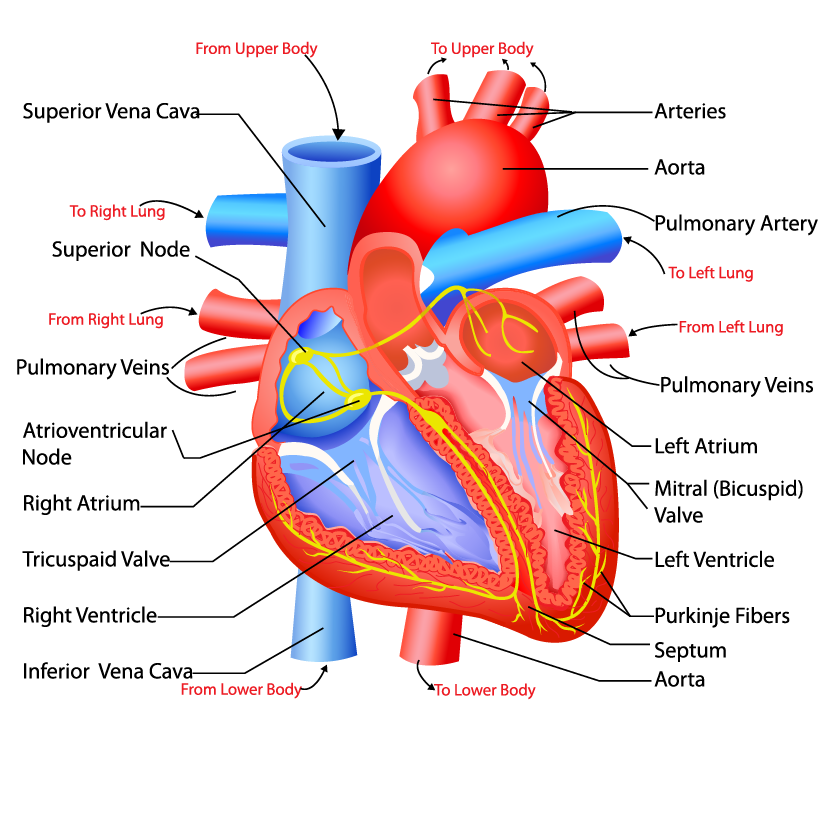 From Upper Body
To Upper Body
Superior Vena Cava
Arteries
Aorta
To Right Lung
Pulmonary Artery
Superior Node
To Left Lung
From Right Lung
From Left Lung
Pulmonary Veins
Pulmonary Veins
Atrioventricular
Node
Left Atrium
Right Atrium
Mitral (Bicuspid)
Valve
Tricuspaid Valve
Left Ventricle
Right Ventricle
Purkinje Fibers
Septum
Inferior Vena Cava
Aorta
From Lower Body
To Lower Body